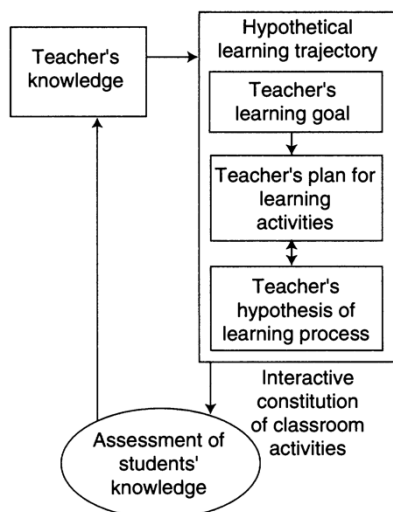 Teacher's
knowledge
Hypothetical
learning trajectory
Teacher's
learning goal
Teacher's plan for
learning
activities
Teacher's
hypothesis of
learning process
Interactive
constitution
of classroom
activities
Assessment of
students'
knowledge